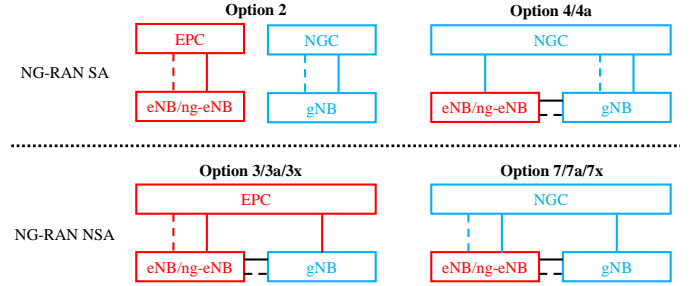 Option 2
Option 4/4a
EPC
NGC
NGC
NG-RAN SA
eNB/ng-eNB
gNB
eNB/ng-eNB
gNB
Option 3/3a/3x
Option 7/7a/7x
EPC
NGC
NG-RAN NSA
eNB/ng-eNB
gNB
eNB/ng-eNB
gNB